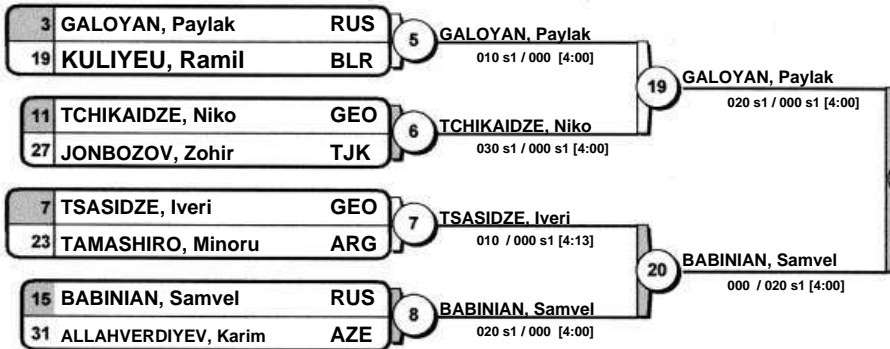 3 GALOYAN, Paylak RUS
19 KULIYEU, Ramil BLR
5
GALOYAN, Paylak
010 s1 / 000 [4:00]
11 TCHIKAIDZE, Niko GEO
27 JONBOZOV, Zohir TJK
6
TCHIKAIDZE, Niko
030 s1 / 000 s1 [4:00]
19
GALOYAN, Paylak
020 s1 / 000 s1 [4:00]
7 TSASIDZE, Iveri GEO
23 TAMASHIRO, Minoru ARG
7
TSASIDZE, Iveri
010 / 000 s1 [4:13]
15 BABINIAN, Samvel RUS
31 ALLAHVERDIYEV, Karim AZE
8
BABINIAN, Samvel
020 s1 / 000 [4:00]
20
BABINIAN, Samvel
000 / 020 s1 [4:00]